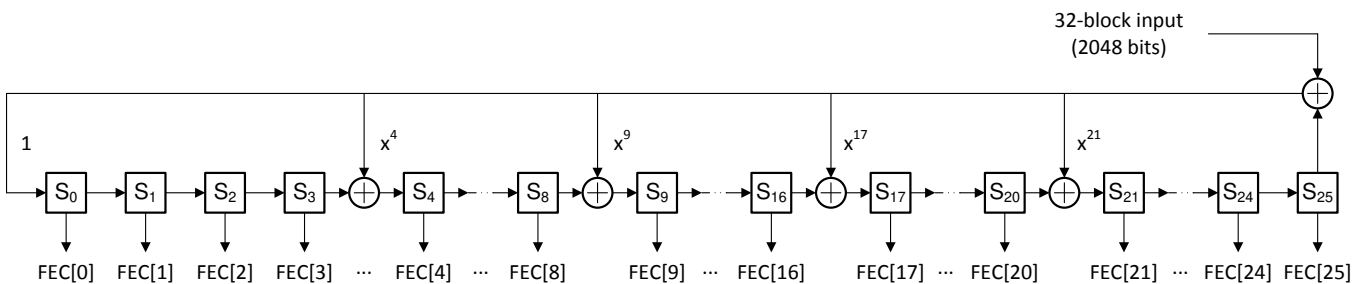 32-block input
(2048 bits)
1 x⁴ x⁹ x¹⁷ x²¹
S₀ S₁ S₂ S₃ S₄ ... S₈ S₉ ... S₁₆ S₁₇ ... S₂₀ S₂₁ ... S₂₄ S₂₅
FEC[0] FEC[1] FEC[2] FEC[3] ... FEC[4] ... FEC[8] FEC[9] ... FEC[16] FEC[17] ... FEC[20] FEC[21] ... FEC[24] FEC[25]